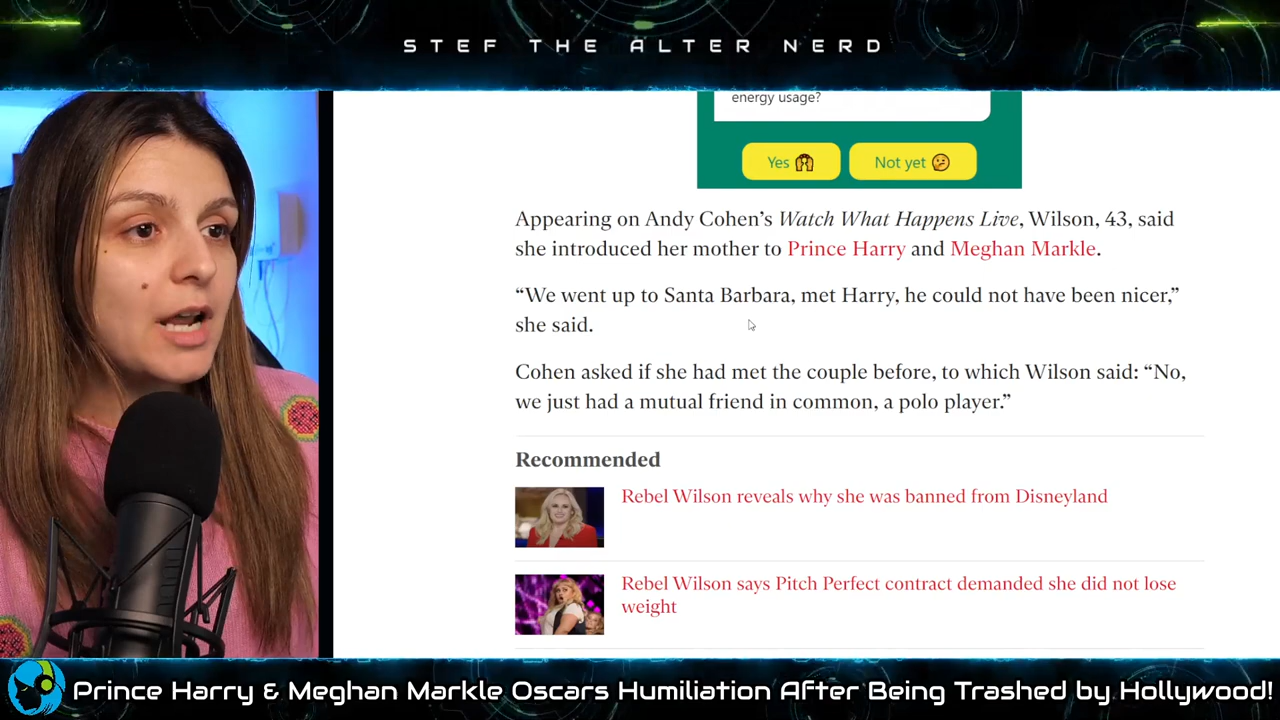 STEF THE ALTER NERD
energy usage?
Yes
Not yet
Appearing on Andy Cohen's Watch What Happens Live, Wilson, 43, said
she introduced her mother to Prince Harry and Meghan Markle.
“We went up to Santa Barbara, met Harry, he could not have been nicer,”
she said.
Cohen asked if she had met the couple before, to which Wilson said: “No,
we just had a mutual friend in common, a polo player.”
Recommended
Rebel Wilson reveals why she was banned from Disneyland
Rebel Wilson says Pitch Perfect contract demanded she did not lose
weight
Prince Harry & Meghan Markle Oscars Humiliation After Being Trashed by Hollywood!